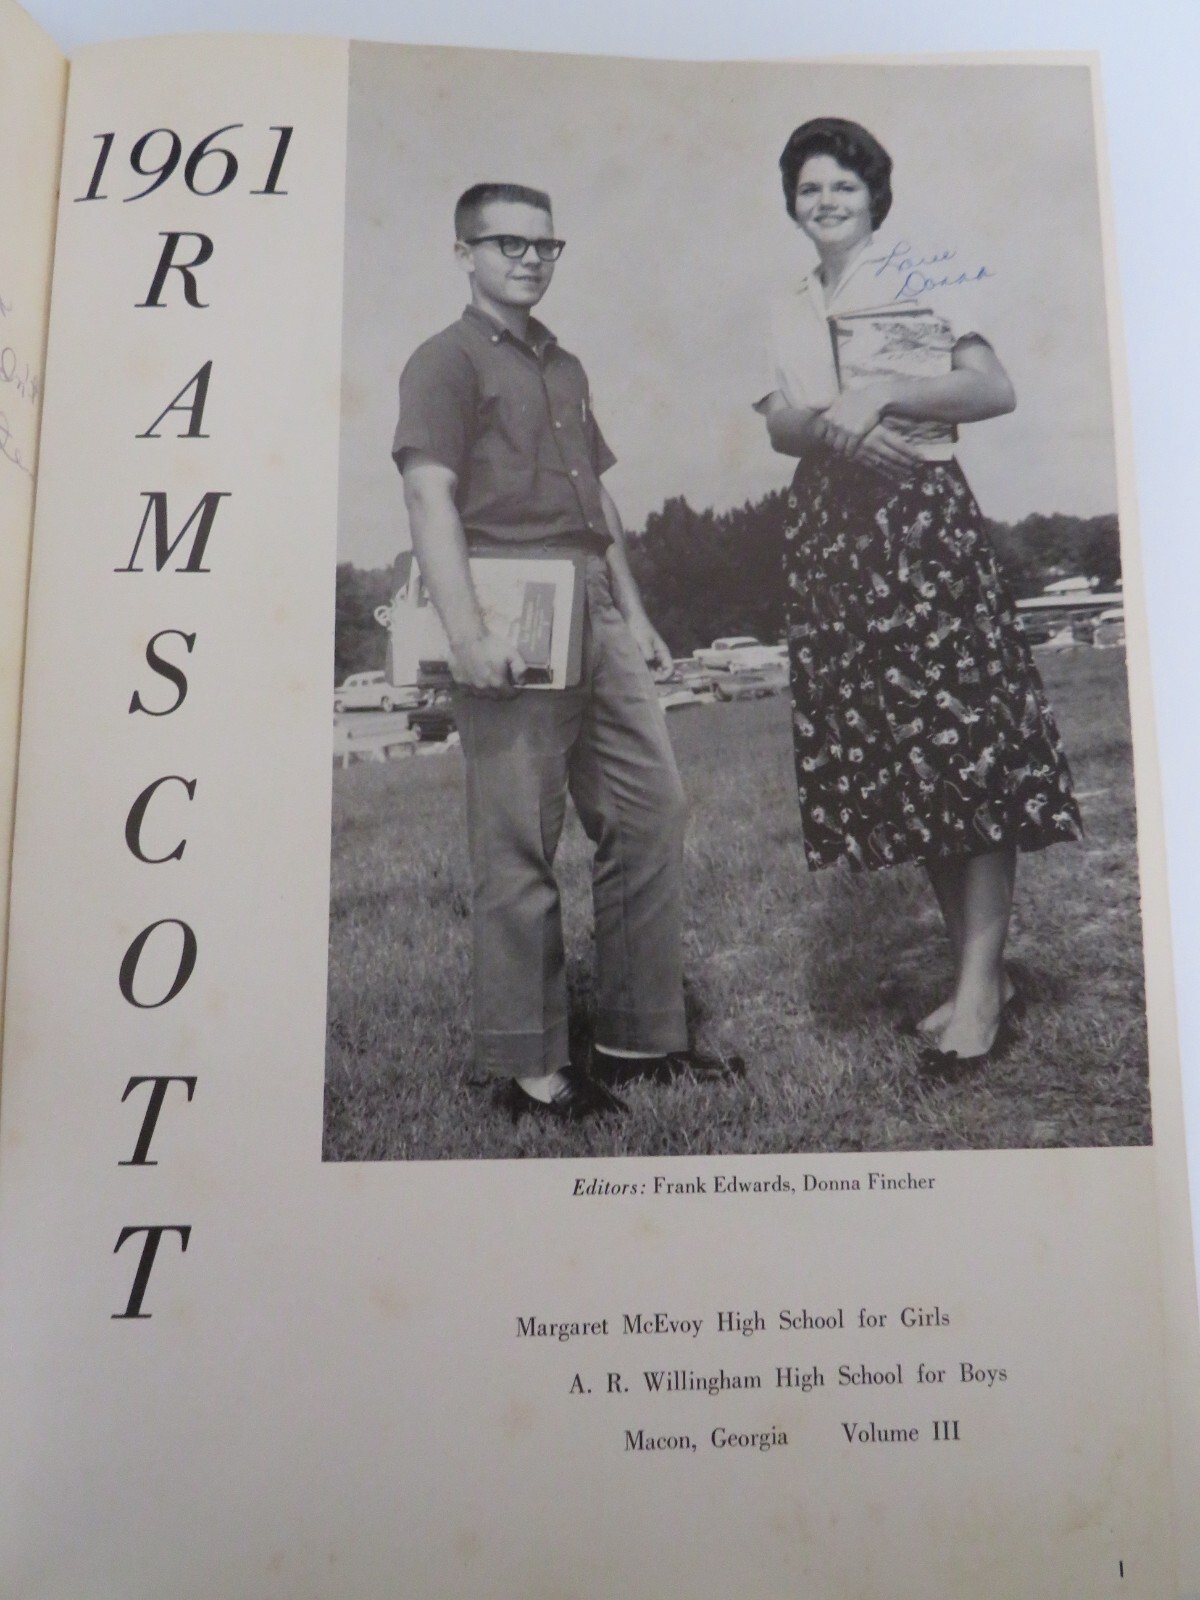 1961
R
A
M
S
C
O
T
T
Love
Donna
Editors: Frank Edwards, Donna Fincher
Margaret McEvoy High School for Girls
A. R. Willingham High School for Boys
Macon, Georgia Volume III
1